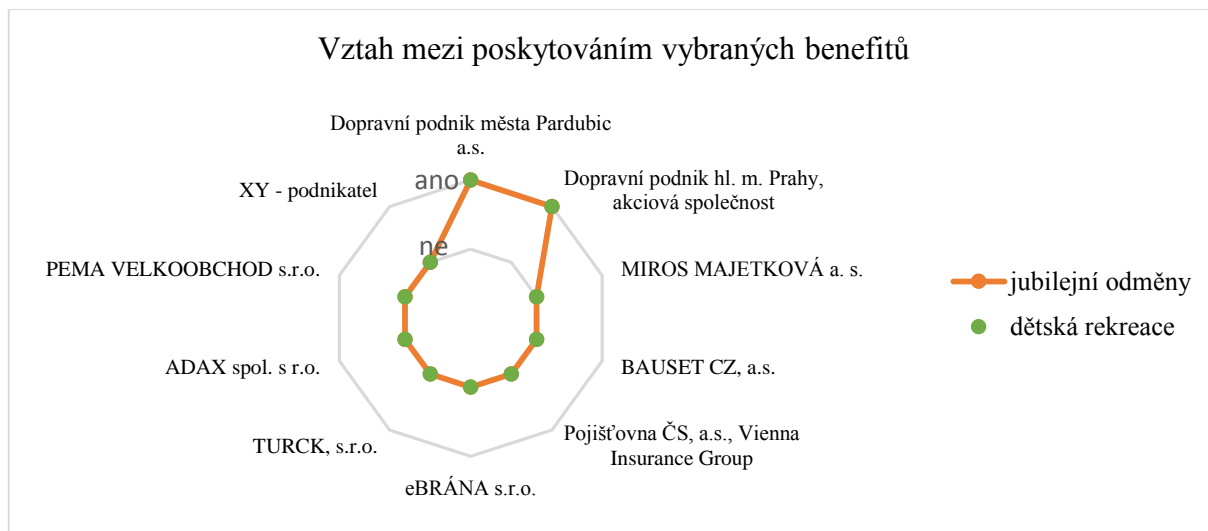 Vztah mezi poskytováním vybraných benefitů
Dopravní podnik města Pardubic
a.s.
ano
ne
XY - podnikatel
Dopravní podnik hl. m. Prahy,
akciová společnost
PEMA VELKOOBCHOD s.r.o.
MIROS MAJETKOVÁ a. s.
ADAX spol. s r.o.
BAUSET CZ, a.s.
TURCK, s.r.o.
Pojišťovna ČS, a.s., Vienna
Insurance Group
eBRÁNA s.r.o.
jubilejní odměny
dětská rekreace